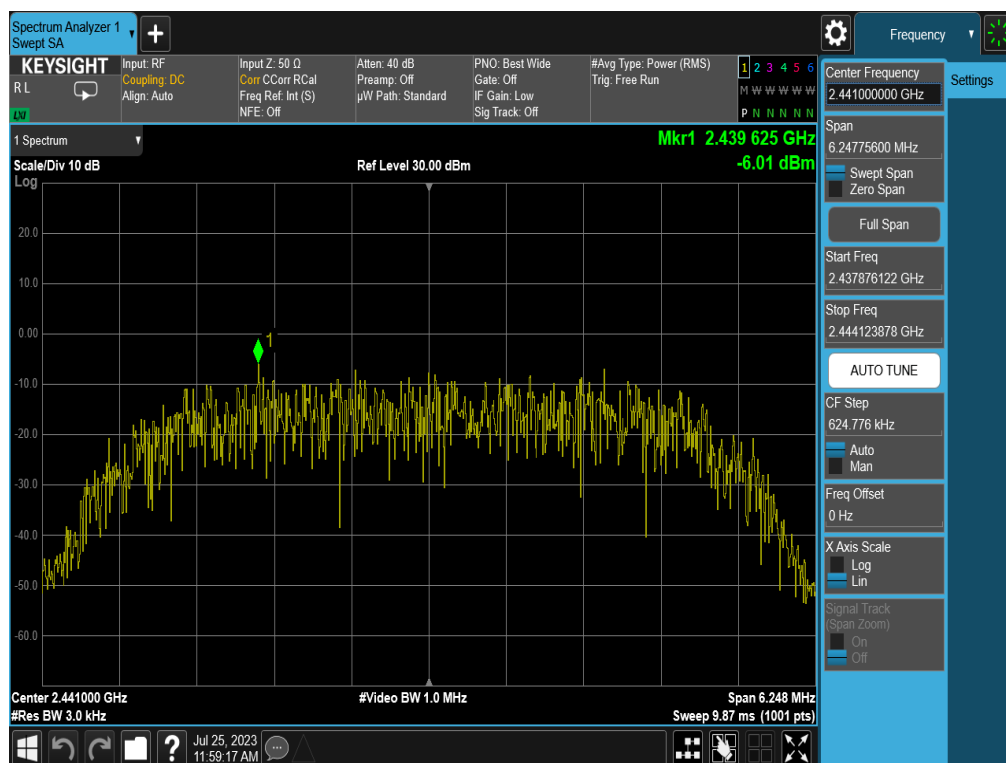 Spectrum Analyzer 1
Swept SA
+
Frequency
KEYSIGHT
R L
LXI
Input: RF
Coupling: DC
Align: Auto
Input Z: 50 Ω
Corr CCorr RCal
Freq Ref: Int (S)
NFE: Off
Atten: 40 dB
Preamp: Off
µW Path: Standard
PNO: Best Wide
Gate: Off
IF Gain: Low
Sig Track: Off
#Avg Type: Power (RMS)
Trig: Free Run
1 2 3 4 5 6
M W W W W W
P N N N N N
1 Spectrum
Scale/Div 10 dB
Log
Ref Level 30.00 dBm
Mkr1 2.439 625 GHz
-6.01 dBm
1
20.0
10.0
0.00
-10.0
-20.0
-30.0
-40.0
-50.0
-60.0
Center 2.441000 GHz
#Res BW 3.0 kHz
#Video BW 1.0 MHz
Span 6.248 MHz
Sweep 9.87 ms (1001 pts)
Center Frequency
2.441000000 GHz
Settings
Span
6.24775600 MHz
Swept Span
Zero Span
Full Span
Start Freq
2.437876122 GHz
Stop Freq
2.444123878 GHz
AUTO TUNE
CF Step
624.776 kHz
Auto
Man
Freq Offset
0 Hz
X Axis Scale
Log
Lin
Signal Track
(Span Zoom)
On
Off
?
Jul 25, 2023
11:59:17 AM